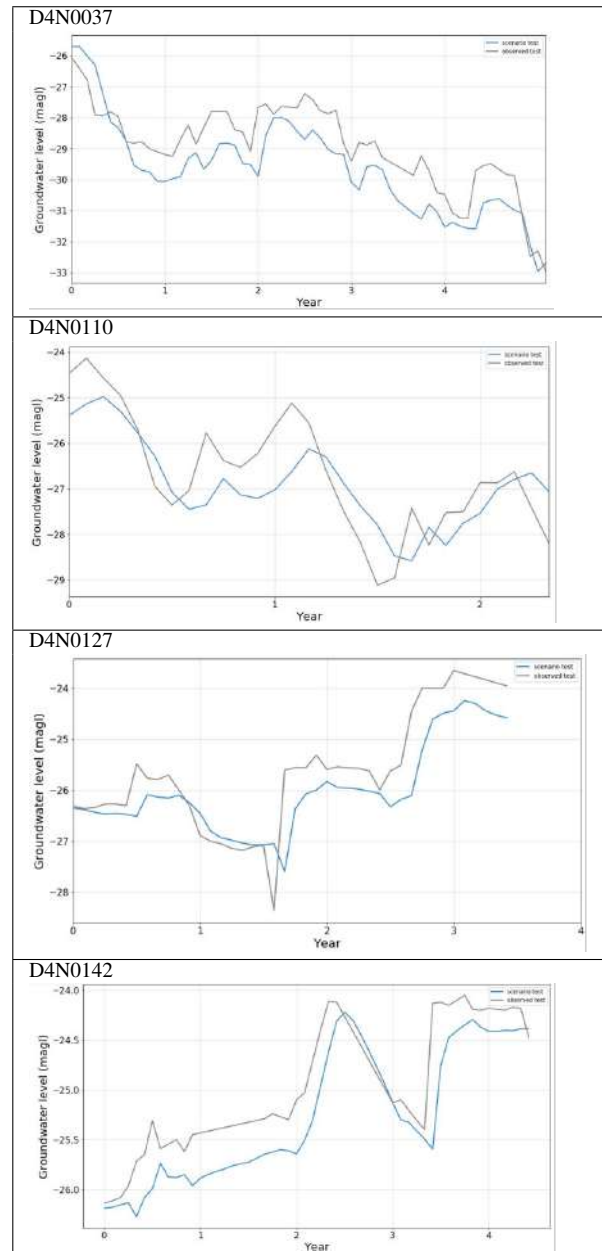 D4N0037
scenario test
observed test
−26
−27
−28
−29
−30
−31
−32
−33
Groundwater level (magl)
0
1
2
3
4
Year
D4N0110
scenario test
observed test
−24
−25
−26
−27
−28
−29
Groundwater level (magl)
0
1
2
Year
D4N0127
scenario test
observed test
−24
−25
−26
−27
−28
Groundwater level (magl)
0
1
2
3
4
Year
D4N0142
scenario test
observed test
−24.0
−24.5
−25.0
−25.5
−26.0
Groundwater level (magl)
0
1
2
3
4
Year